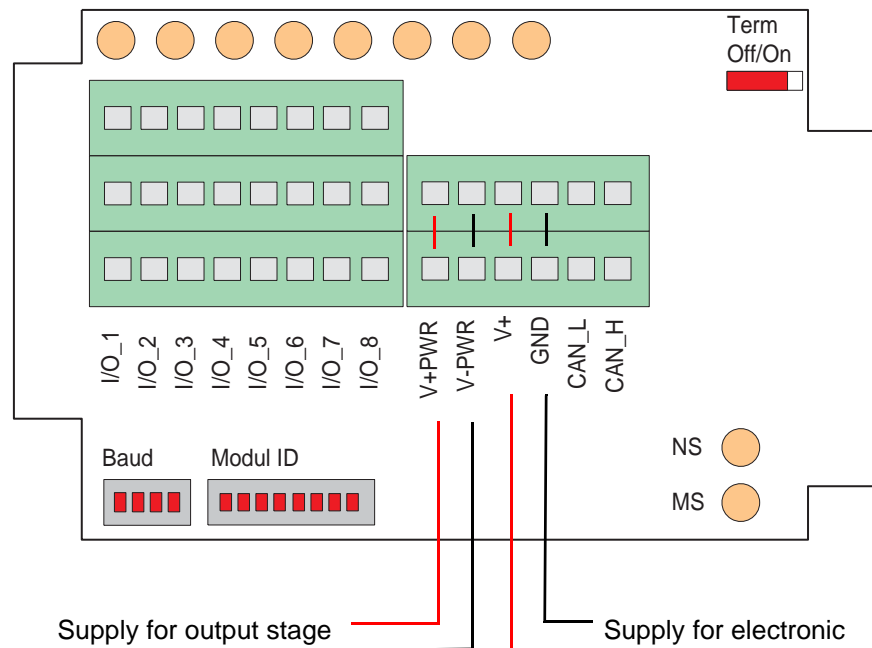 Term
Off/On
I/O_1
I/O_2
I/O_3
I/O_4
I/O_5
I/O_6
I/O_7
I/O_8
V+PWR
V-PWR
V+
GND
CAN_L
CAN_H
Baud
Modul ID
NS
MS
Supply for output stage
Supply for electronic